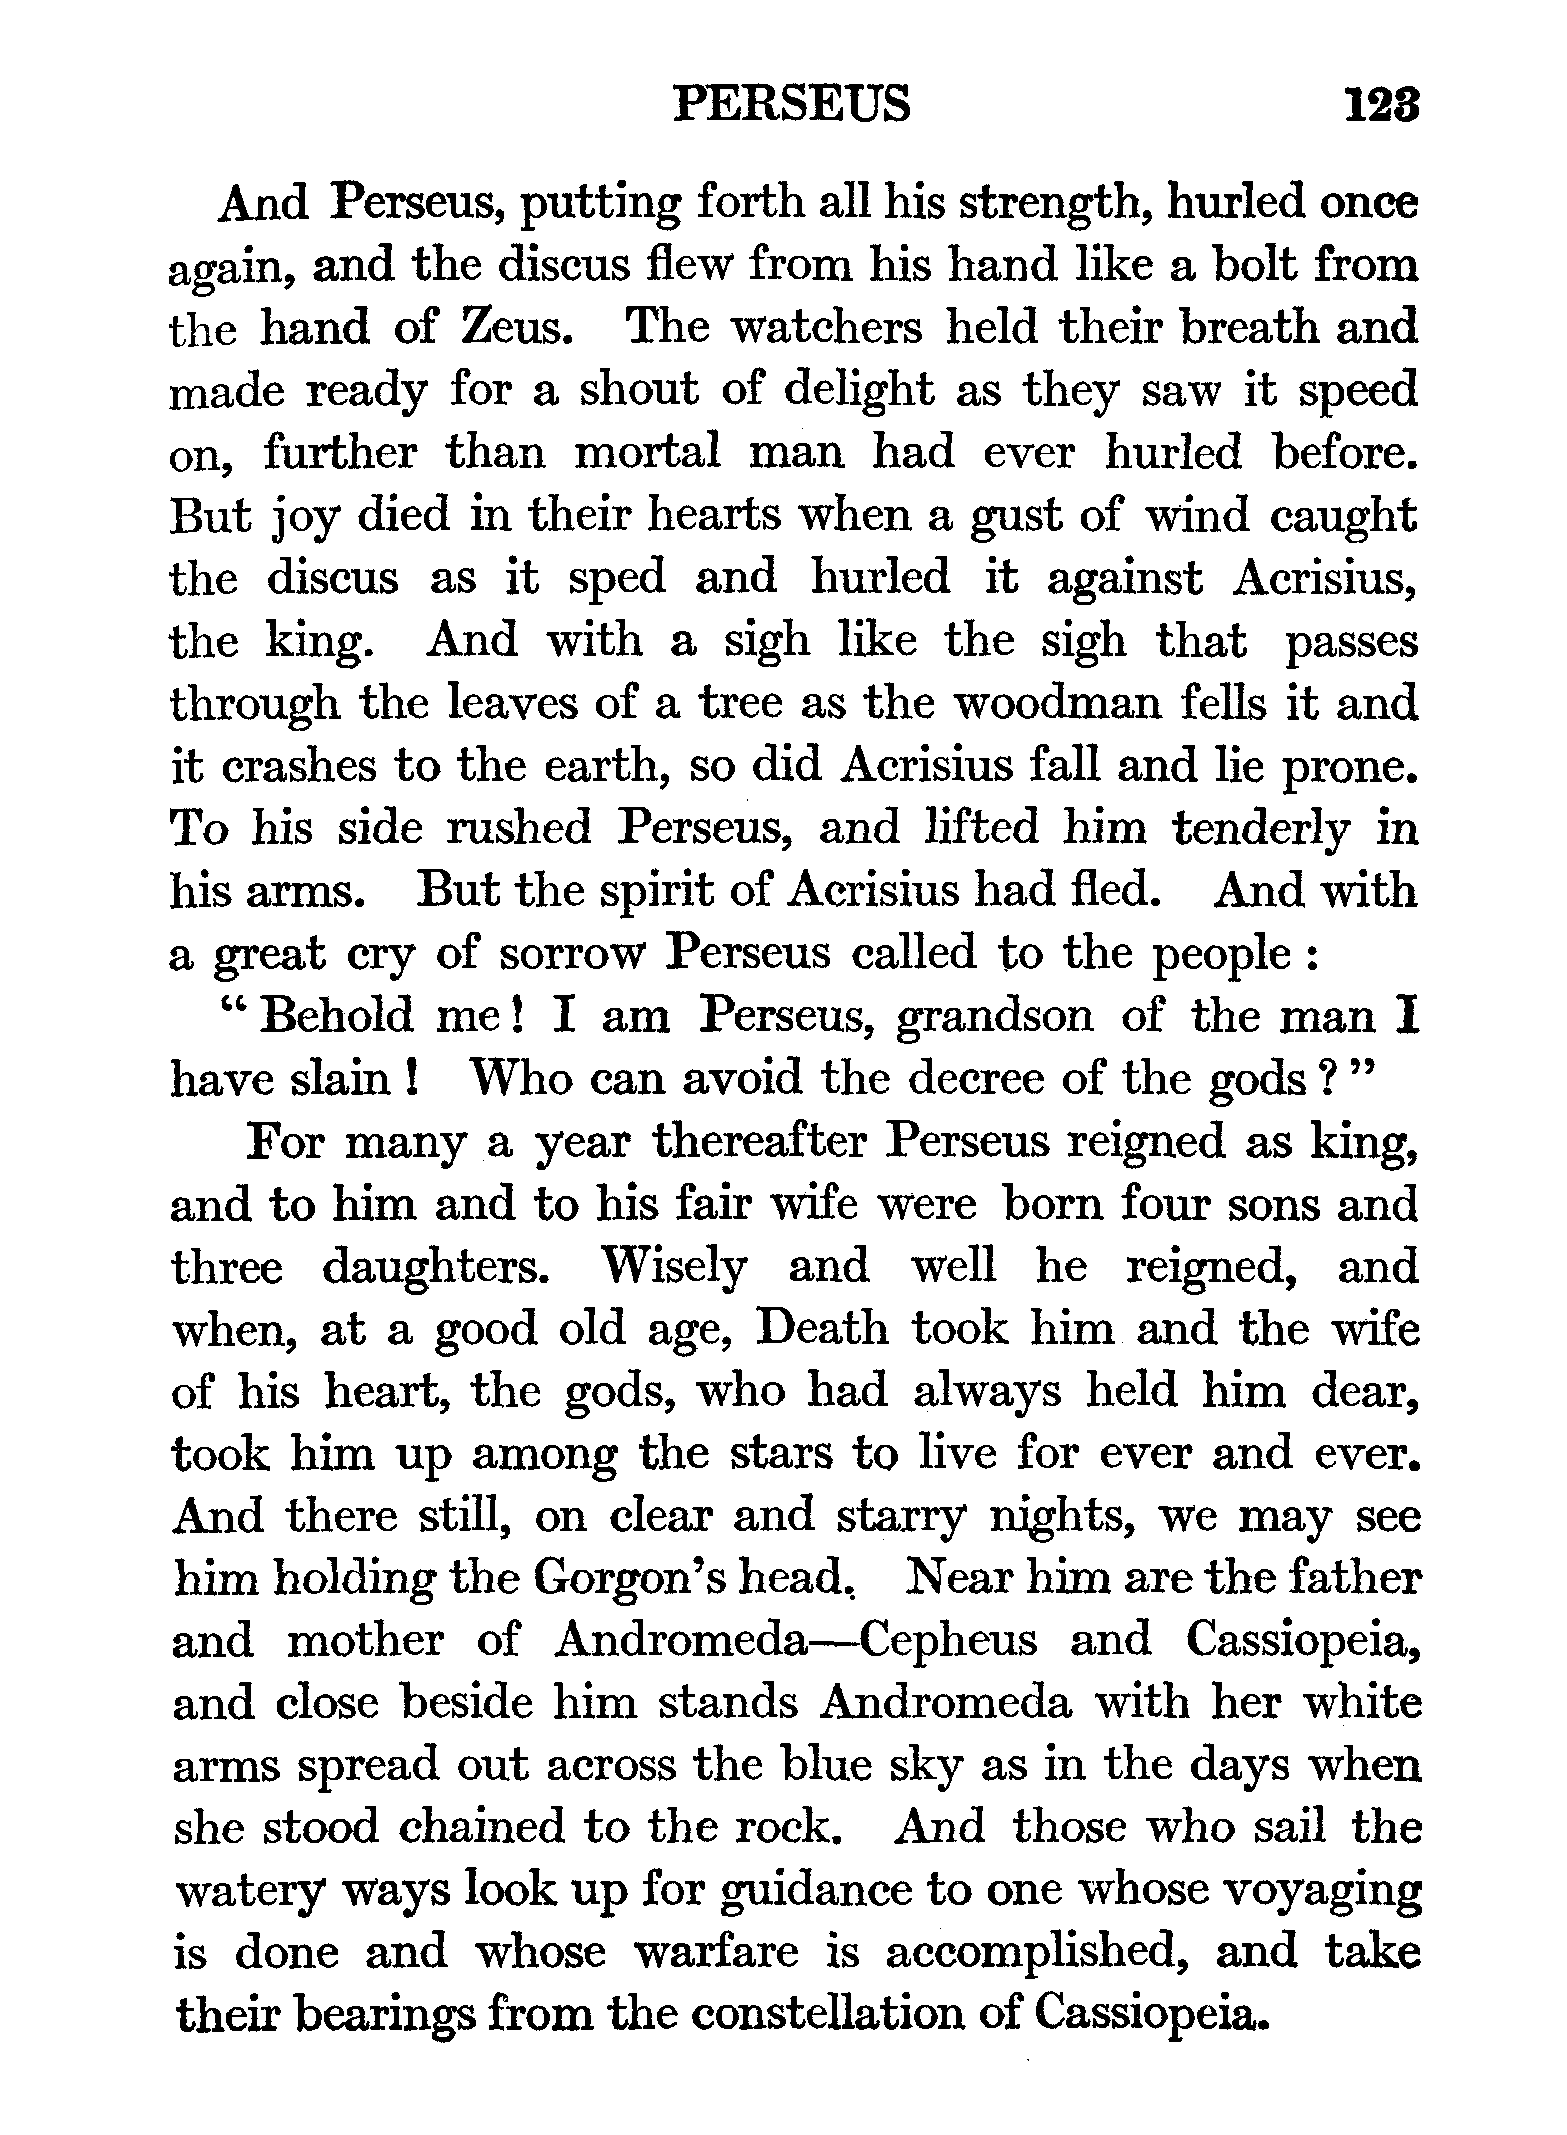 PERSEUS 123
And Perseus, putting forth all his strength, hurled once
again, and the discus flew from his hand like a bolt from
the hand of Zeus. The watchers held their breath and
made ready for a shout of delight as they saw it speed
on, further than mortal man had ever hurled before.
But joy died in their hearts when a gust of wind caught
the discus as it sped and hurled it against Acrisius,
the king. And with a sigh like the sigh that passes
through the leaves of a tree as the woodman fells it and
it crashes to the earth, so did Acrisius fall and lie prone.
To his side rushed Perseus, and lifted him tenderly in
his arms. But the spirit of Acrisius had fled. And with
a great cry of sorrow Perseus called to the people :
“ Behold me ! I am Perseus, grandson of the man I
have slain ! Who can avoid the decree of the gods ? ”
For many a year thereafter Perseus reigned as king,
and to him and to his fair wife were born four sons and
three daughters. Wisely and well he reigned, and
when, at a good old age, Death took him and the wife
of his heart, the gods, who had always held him dear,
took him up among the stars to live for ever and ever.
And there still, on clear and starry nights, we may see
him holding the Gorgon’s head. Near him are the father
and mother of Andromeda—Cepheus and Cassiopeia,
and close beside him stands Andromeda with her white
arms spread out across the blue sky as in the days when
she stood chained to the rock. And those who sail the
watery ways look up for guidance to one whose voyaging
is done and whose warfare is accomplished, and take
their bearings from the constellation of Cassiopeia.